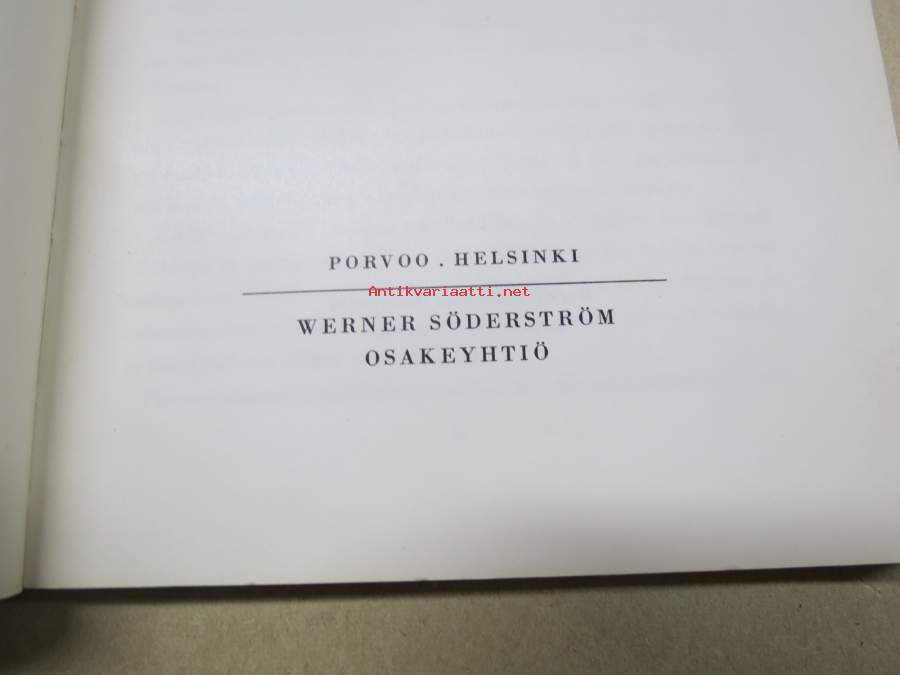 PORVOO . HELSINKI
Antikvariaatti.net
WERNER SÖDERSTRÖM
OSAKEYHTIÖ